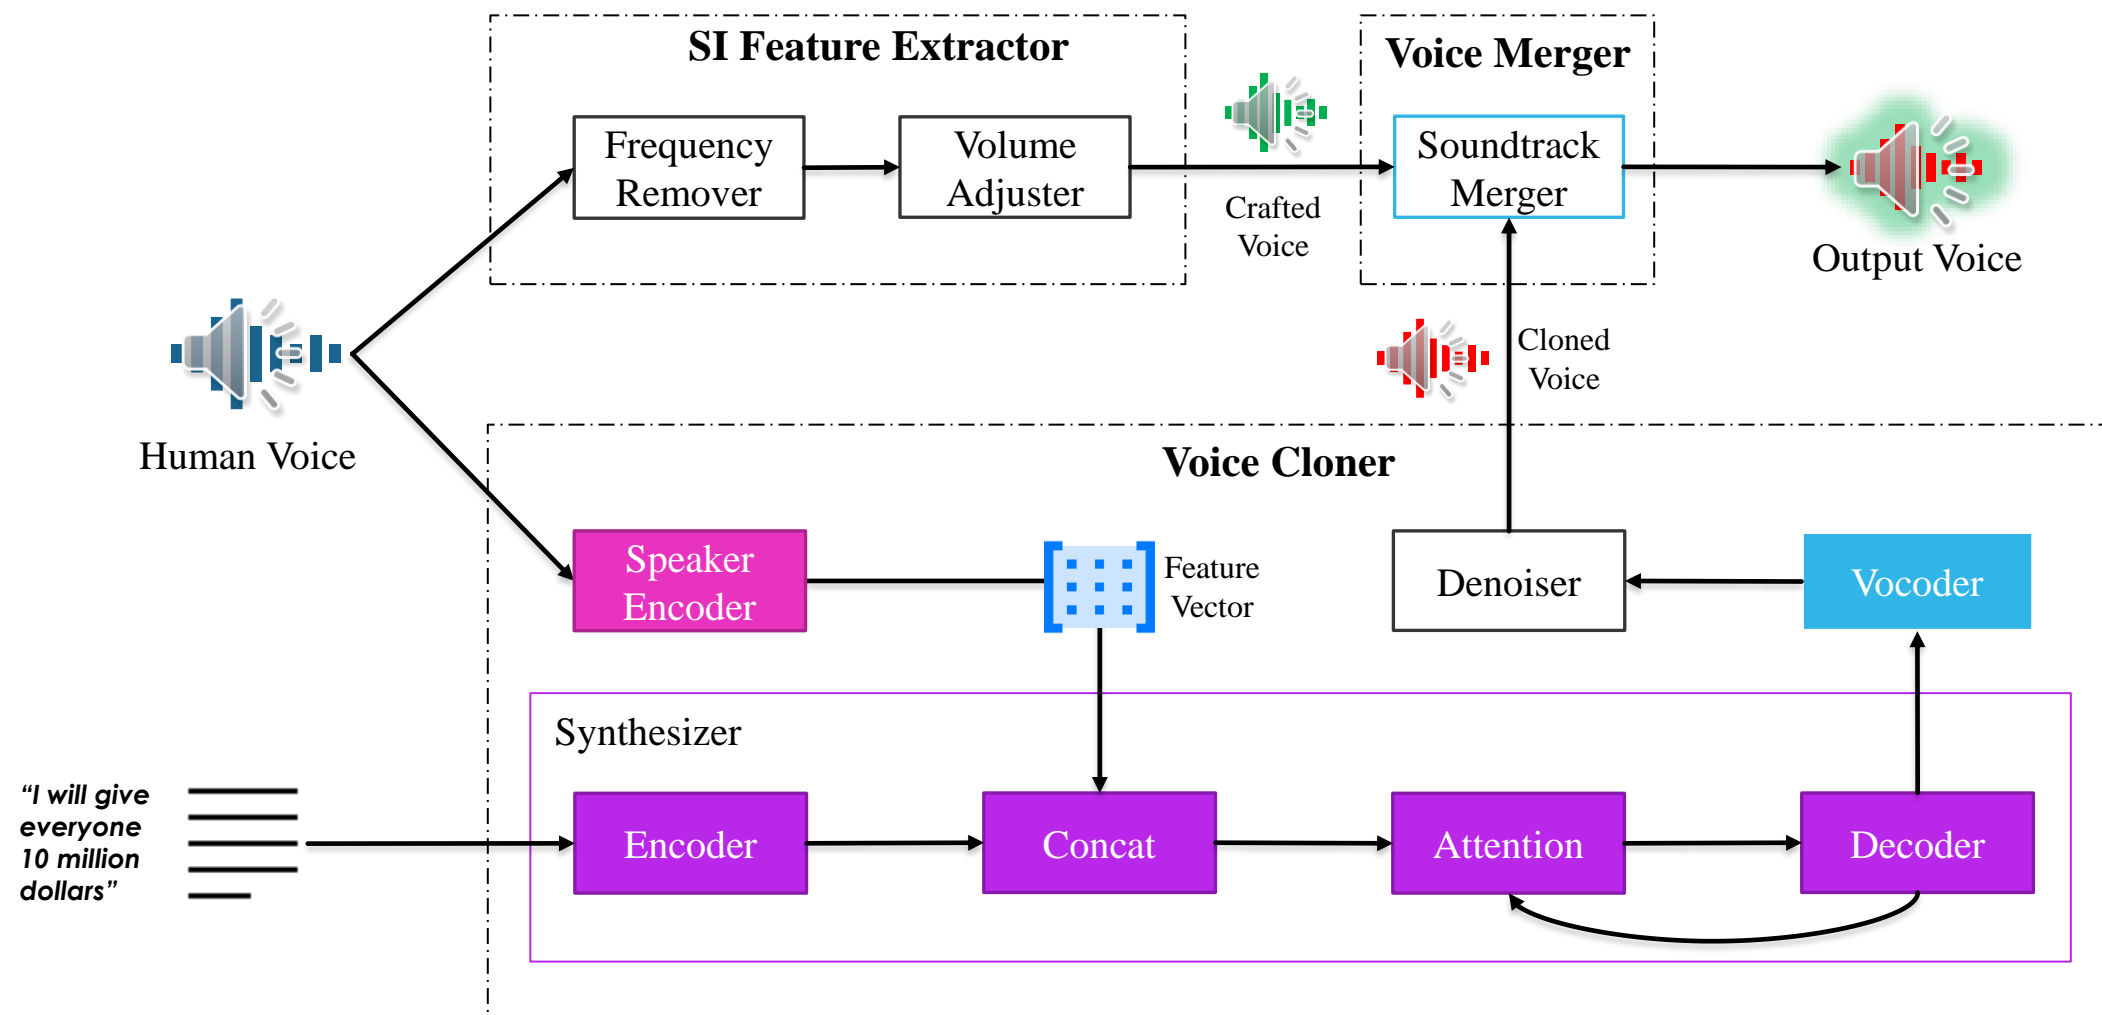 SI Feature Extractor
Voice Merger
Frequency
Remover
Volume
Adjuster
Crafted
Voice
Soundtrack
Merger
Output Voice
Human Voice
Cloned
Voice
Voice Cloner
Speaker
Encoder
Feature
Vector
Denoiser
Vocoder
Synthesizer
“I will give
everyone
10 million
dollars”
Encoder
Concat
Attention
Decoder